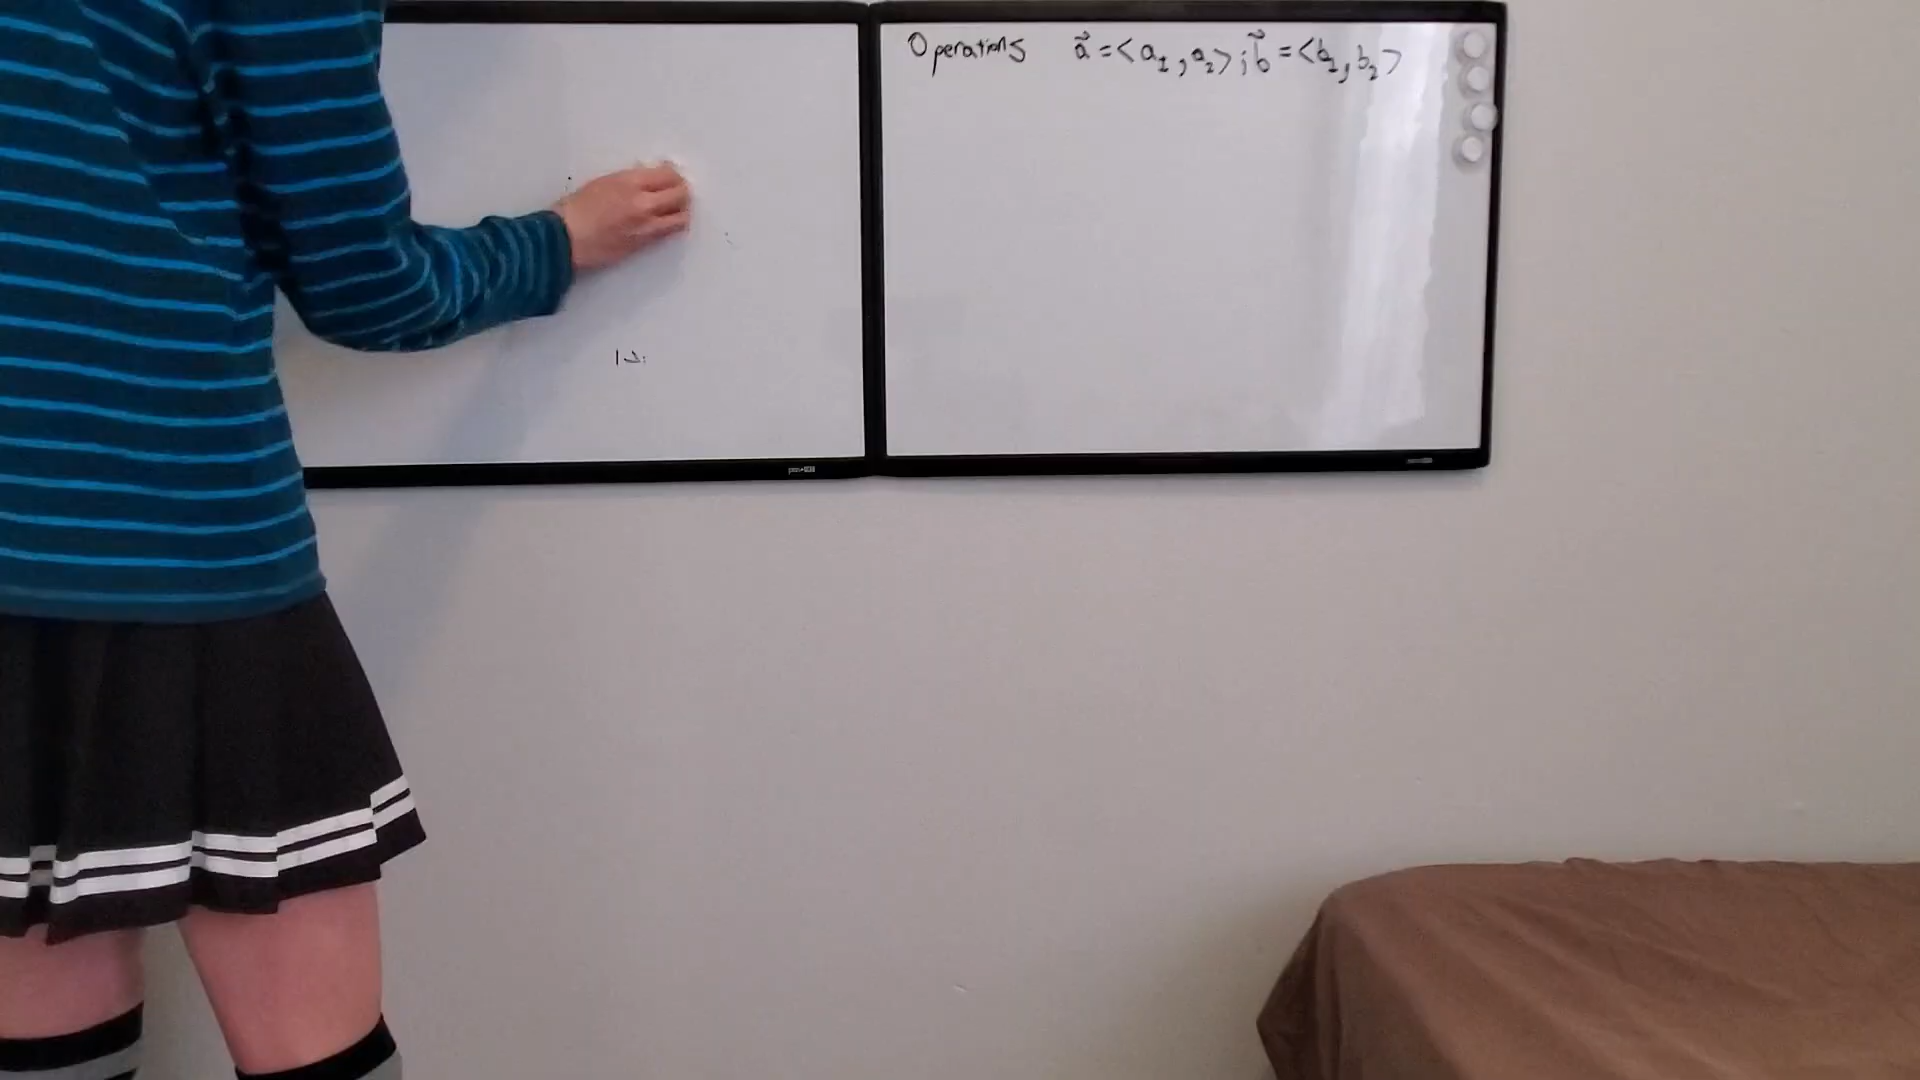 Operations a⃗ = <a₁, a₂> ; b⃗ = <b₁, b₂>